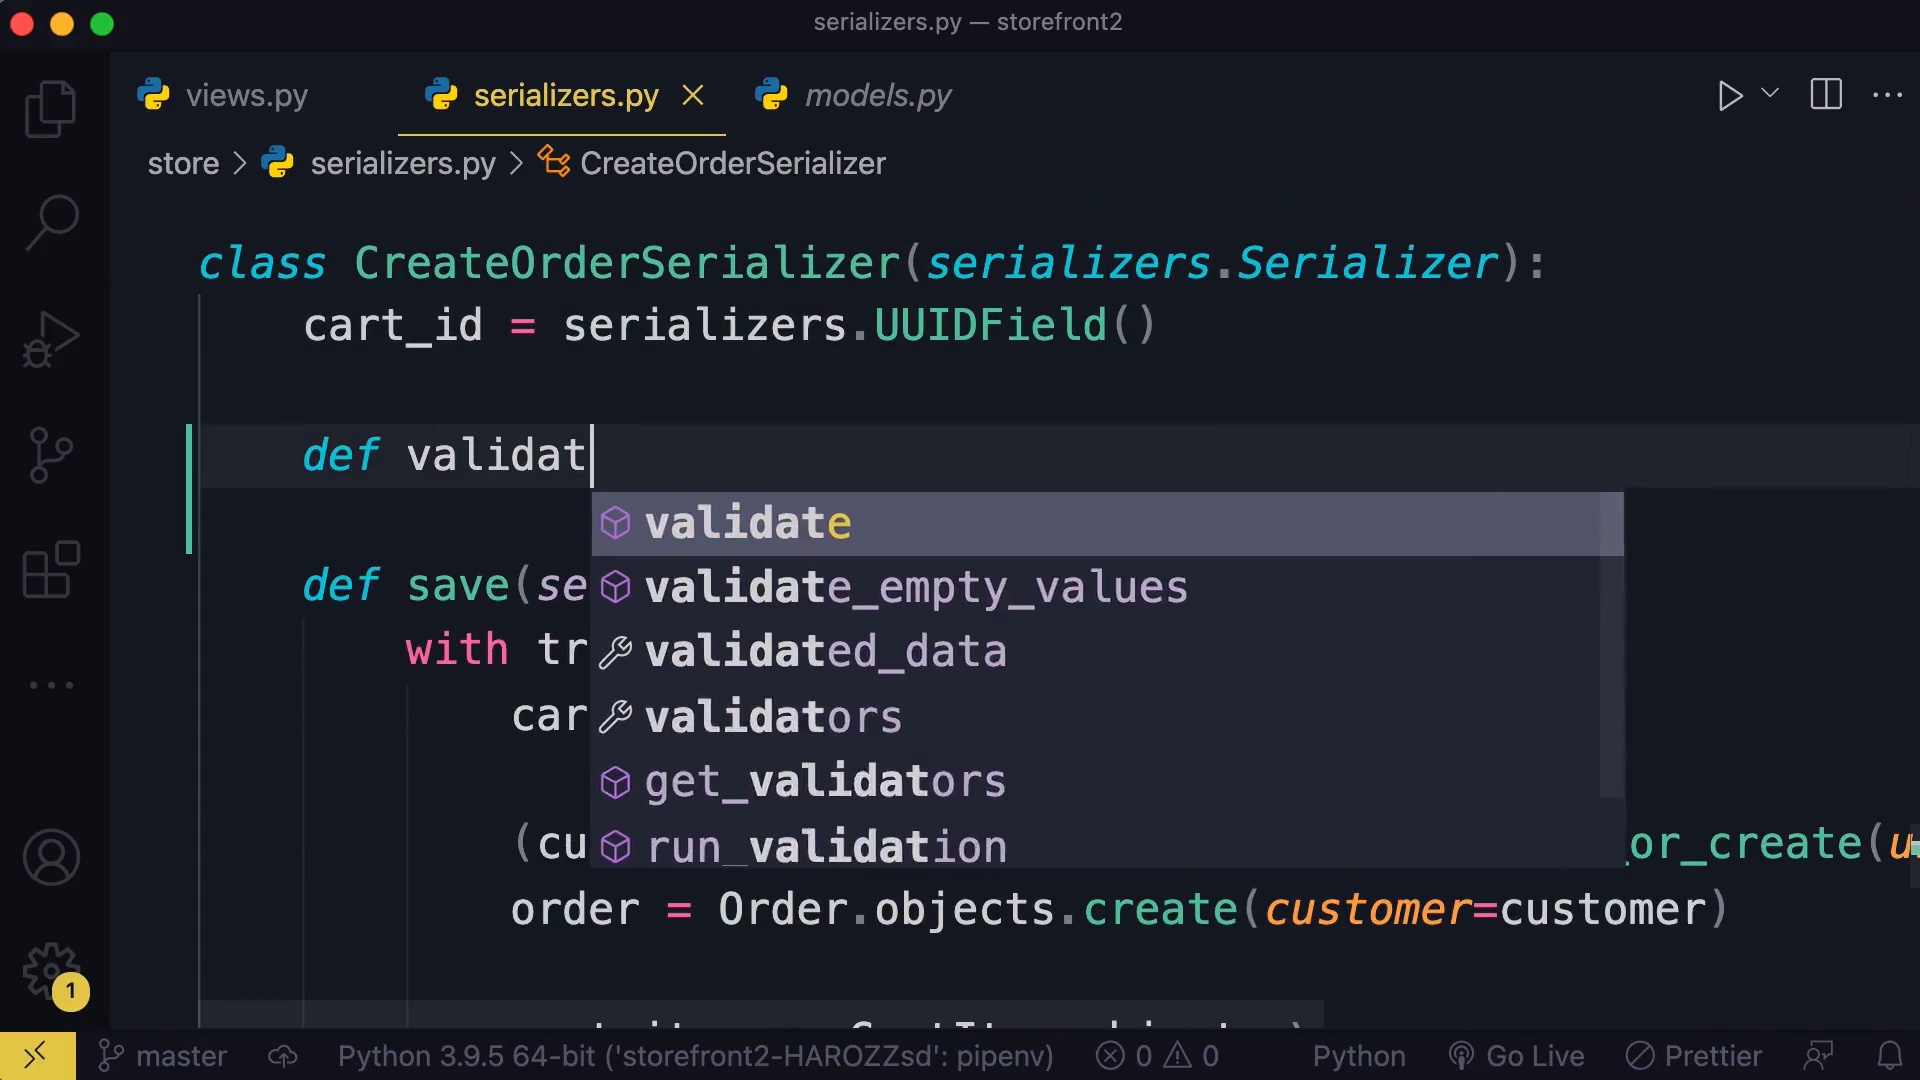 serializers.py — storefront2
views.py serializers.py models.py
store > serializers.py > CreateOrderSerializer
class CreateOrderSerializer(serializers.Serializer):
cart_id = serializers.UUIDField()
def validat
validate
def save(se validate_empty_values
with tr validated_data
car validators
get_validators
(cu run_validation or_create(u
order = Order.objects.create(customer=customer)
1
master Python 3.9.5 64-bit ('storefront2-HAROZZsd': pipenv) 0 0 Python Go Live Prettier